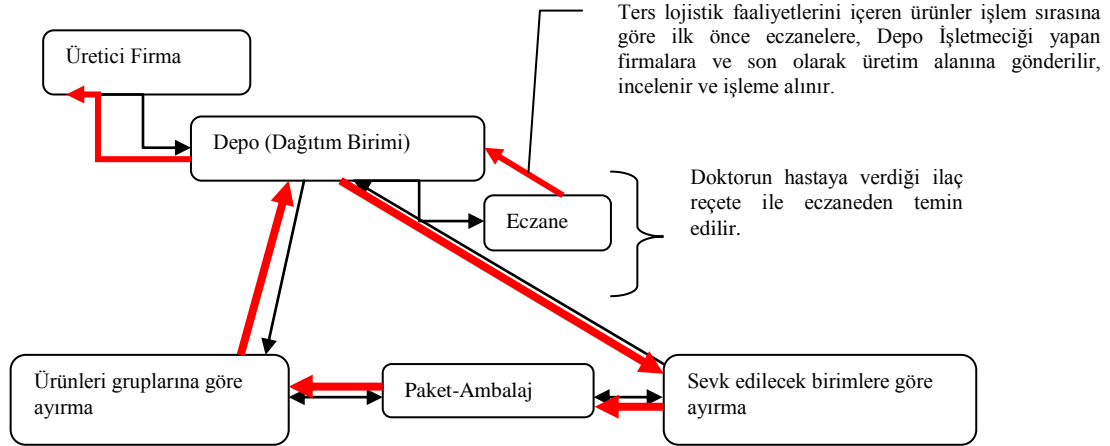 Ters lojistik faaliyetlerini içeren ürünler işlem sırasına
göre ilk önce eczanelere, Depo İşletmeciği yapan
firmalara ve son olarak üretim alanına gönderilir,
incelenir ve işleme alınır.
Üretici Firma
Depo (Dağıtım Birimi)
Doktorun hastaya verdiği ilaç
reçete ile eczaneden temin
edilir.
Eczane
Ürünleri gruplarına göre
ayırma
Paket-Ambalaj
Sevk edilecek birimlere göre
ayırma